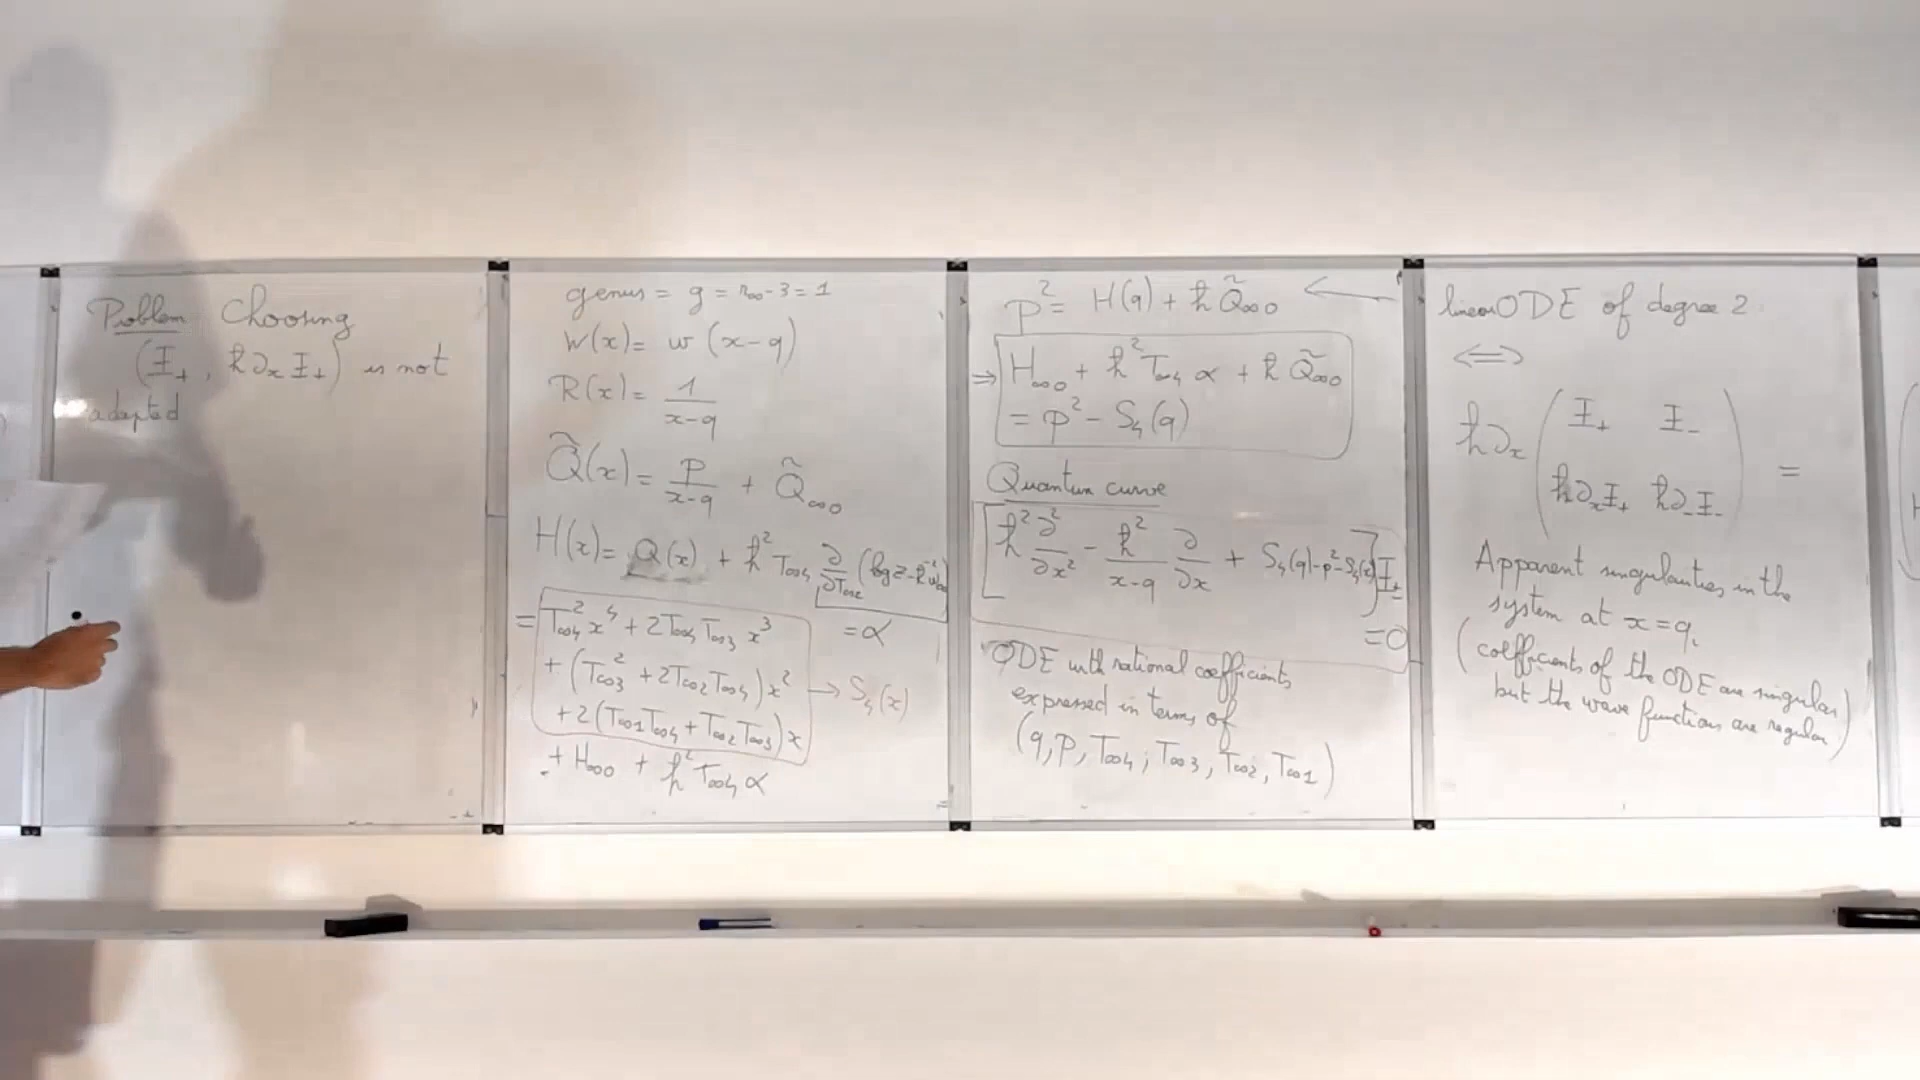 Problem Choosing
(Ψ₊, ħ∂ₓΨ₊) is not
adapted
genus = g = r∞-3 = 1
W(x) = w (x-q)
R(x) = 1/(x-q)
Q̃(x) = P/(x-q) + Q̃∞0
H(x) = Q(x) + ħ² T∞4 ∂/∂T∞
= T∞4² x⁴ + 2T∞4 T∞3 x³
= α
+ (T∞3² + 2T∞2 T∞4) x² → S₄(x)
+ 2(T∞1 T∞4 + T∞2 T∞3) x
+ H∞0 + ħ² T∞4 α
p² = H(q) + ħ Q̃∞0 ←
⇒ H∞0 + ħ² T∞4 α + ħ Q̃∞0
= p² - S₄(q)
Quantum curve
[ħ² ∂²/∂x² - ħ²/(x-q) ∂/∂x + S₄(q)-p²-S₄(x)] Ψ±
=0
ODE with rational coefficients
expressed in terms of
(q, p, T∞4; T∞3, T∞2, T∞1)
linear ODE of degree 2
⟺
ħ∂ₓ ( Ψ₊ Ψ₋
ħ∂ₓΨ₊ ħ∂₋Ψ₋ ) =
Apparent singularities in the
system at x=q.
(coefficients of the ODE are singular
but the wave functions are regular)